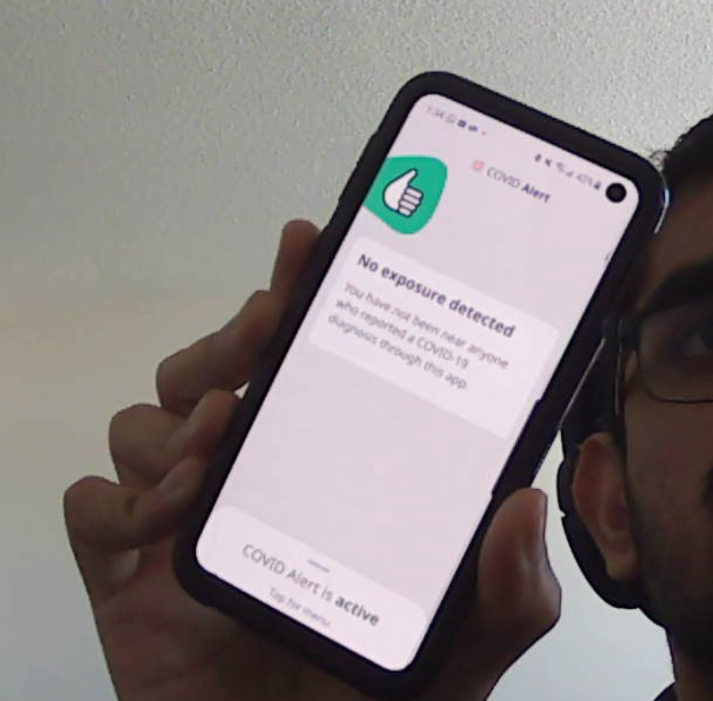 COVID Alert
No exposure detected
You have not been near anyone
who reported a COVID-19
diagnosis through this app.
COVID Alert is active
Tap for menu